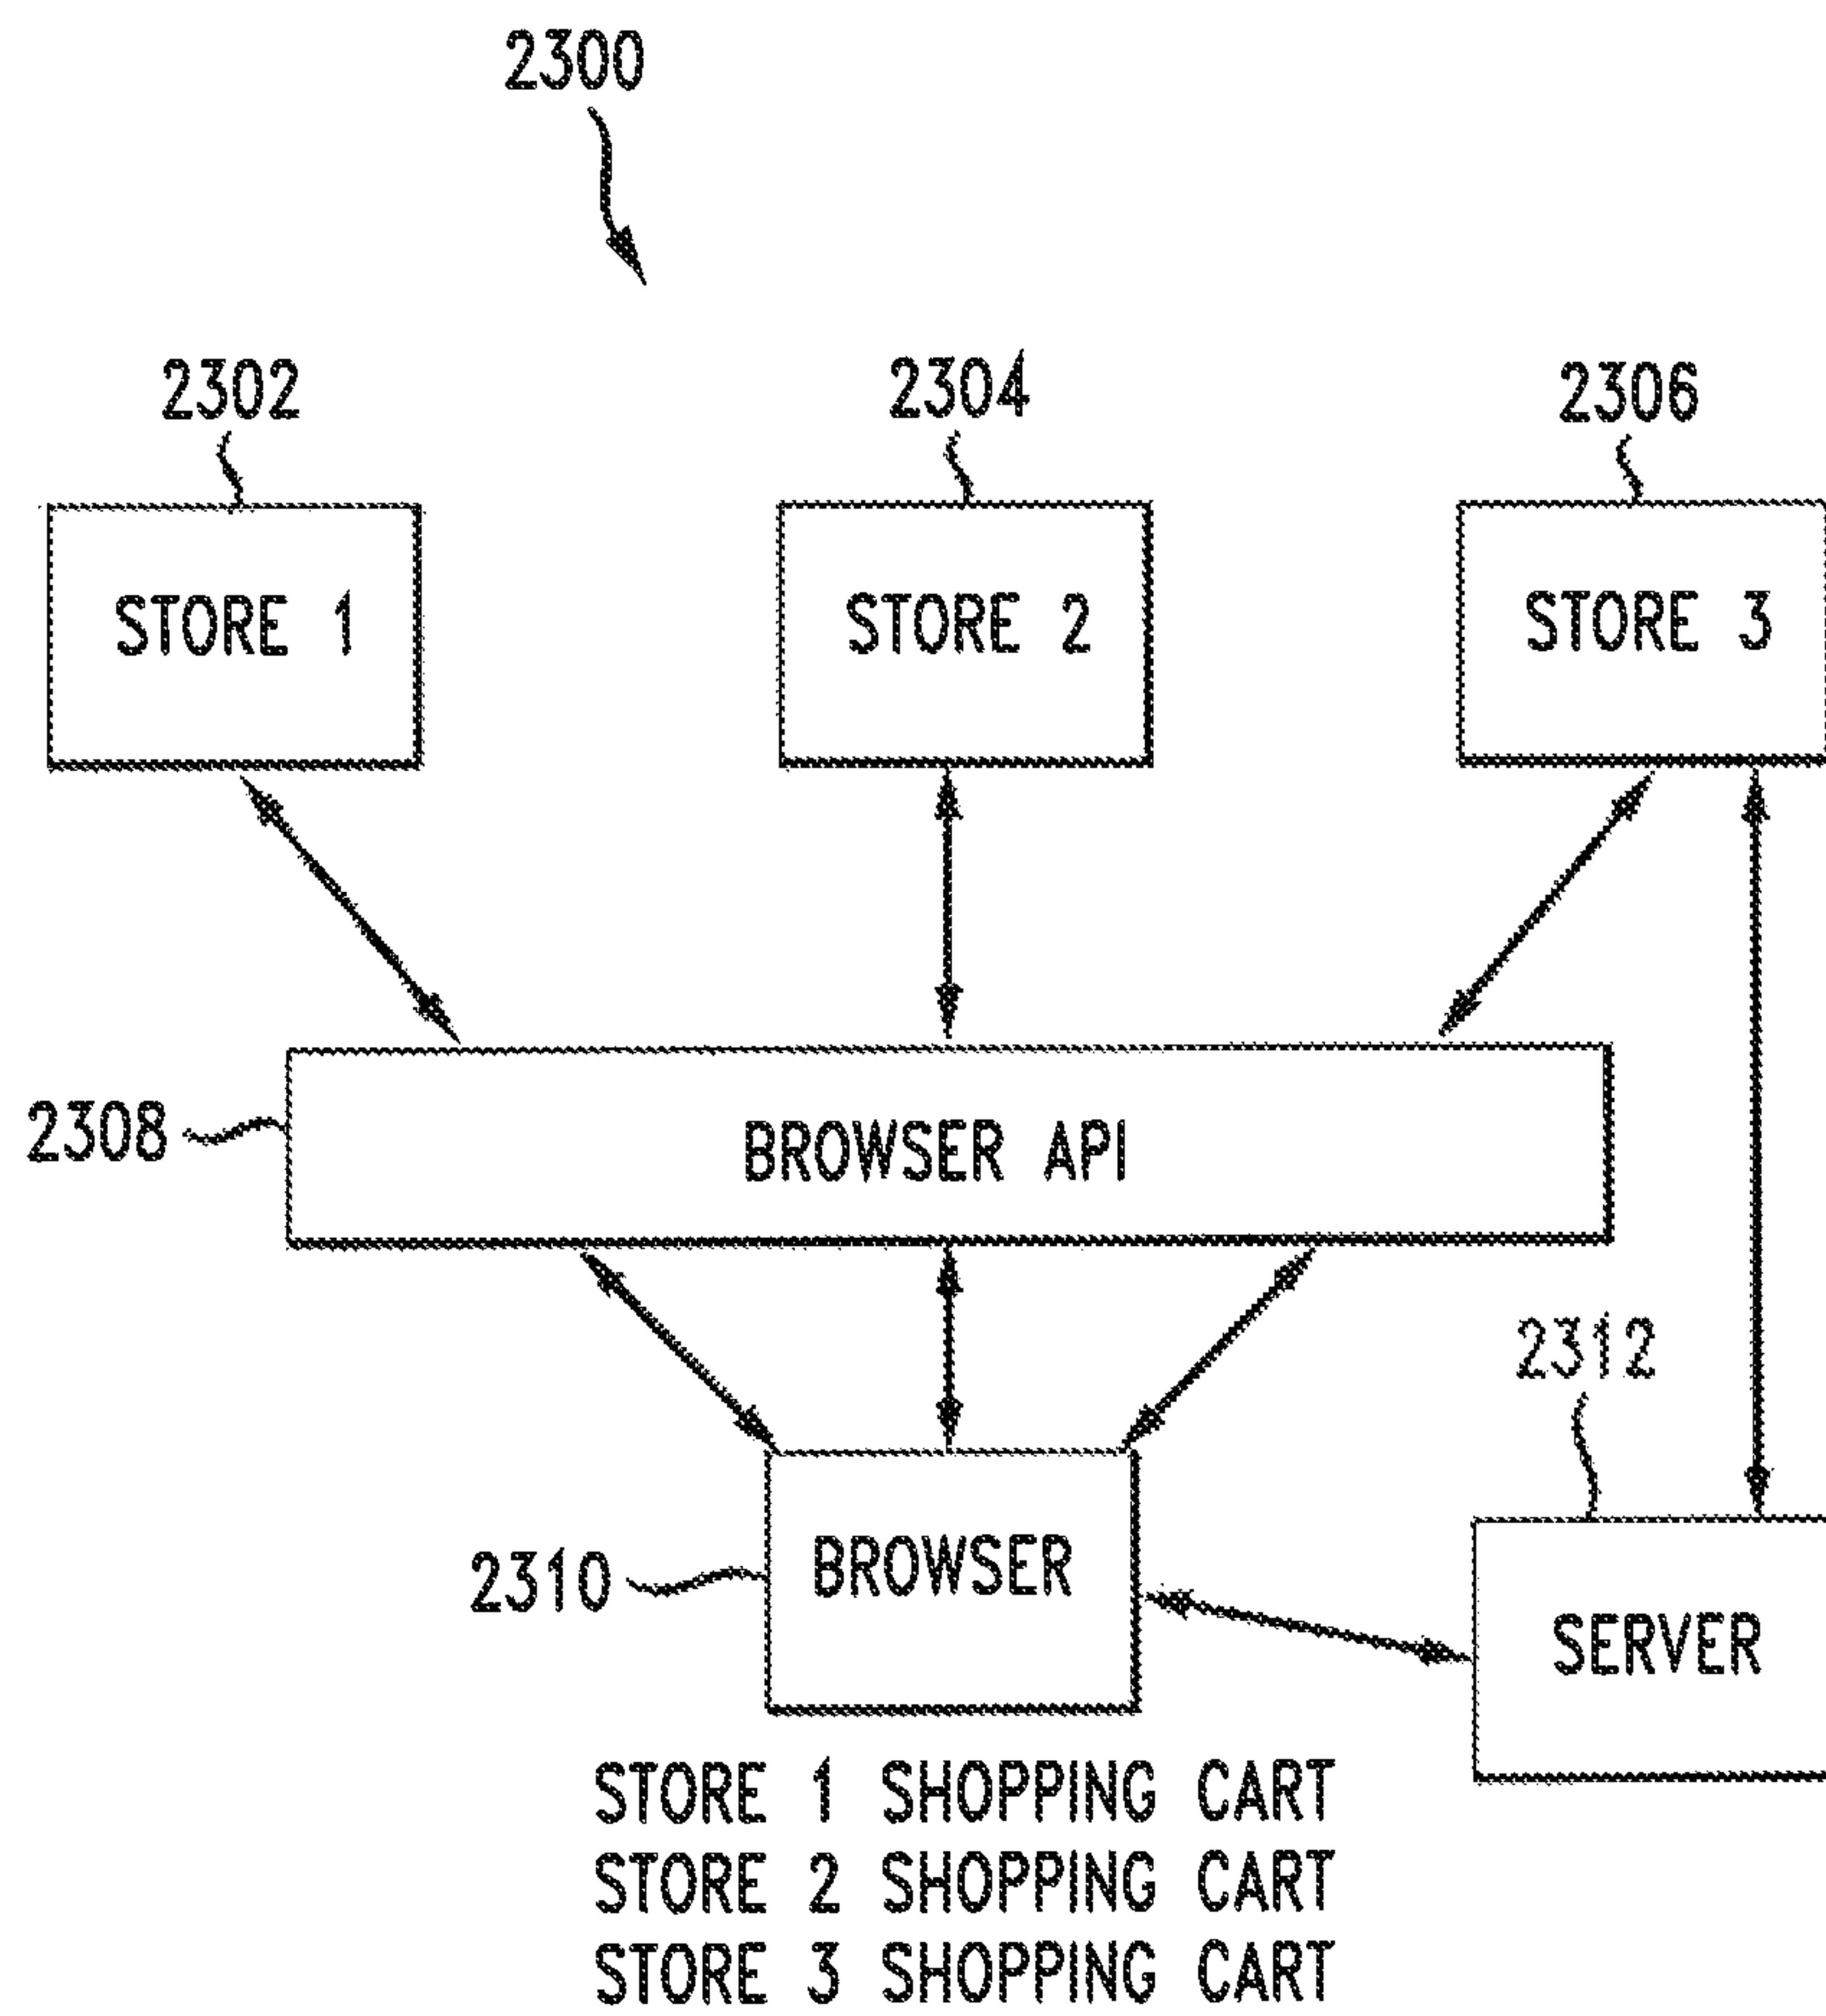 2300
2302
2304
2306
STORE 1
STORE 2
STORE 3
2308
BROWSER API
2312
2310
BROWSER
SERVER
STORE 1 SHOPPING CART
STORE 2 SHOPPING CART
STORE 3 SHOPPING CART